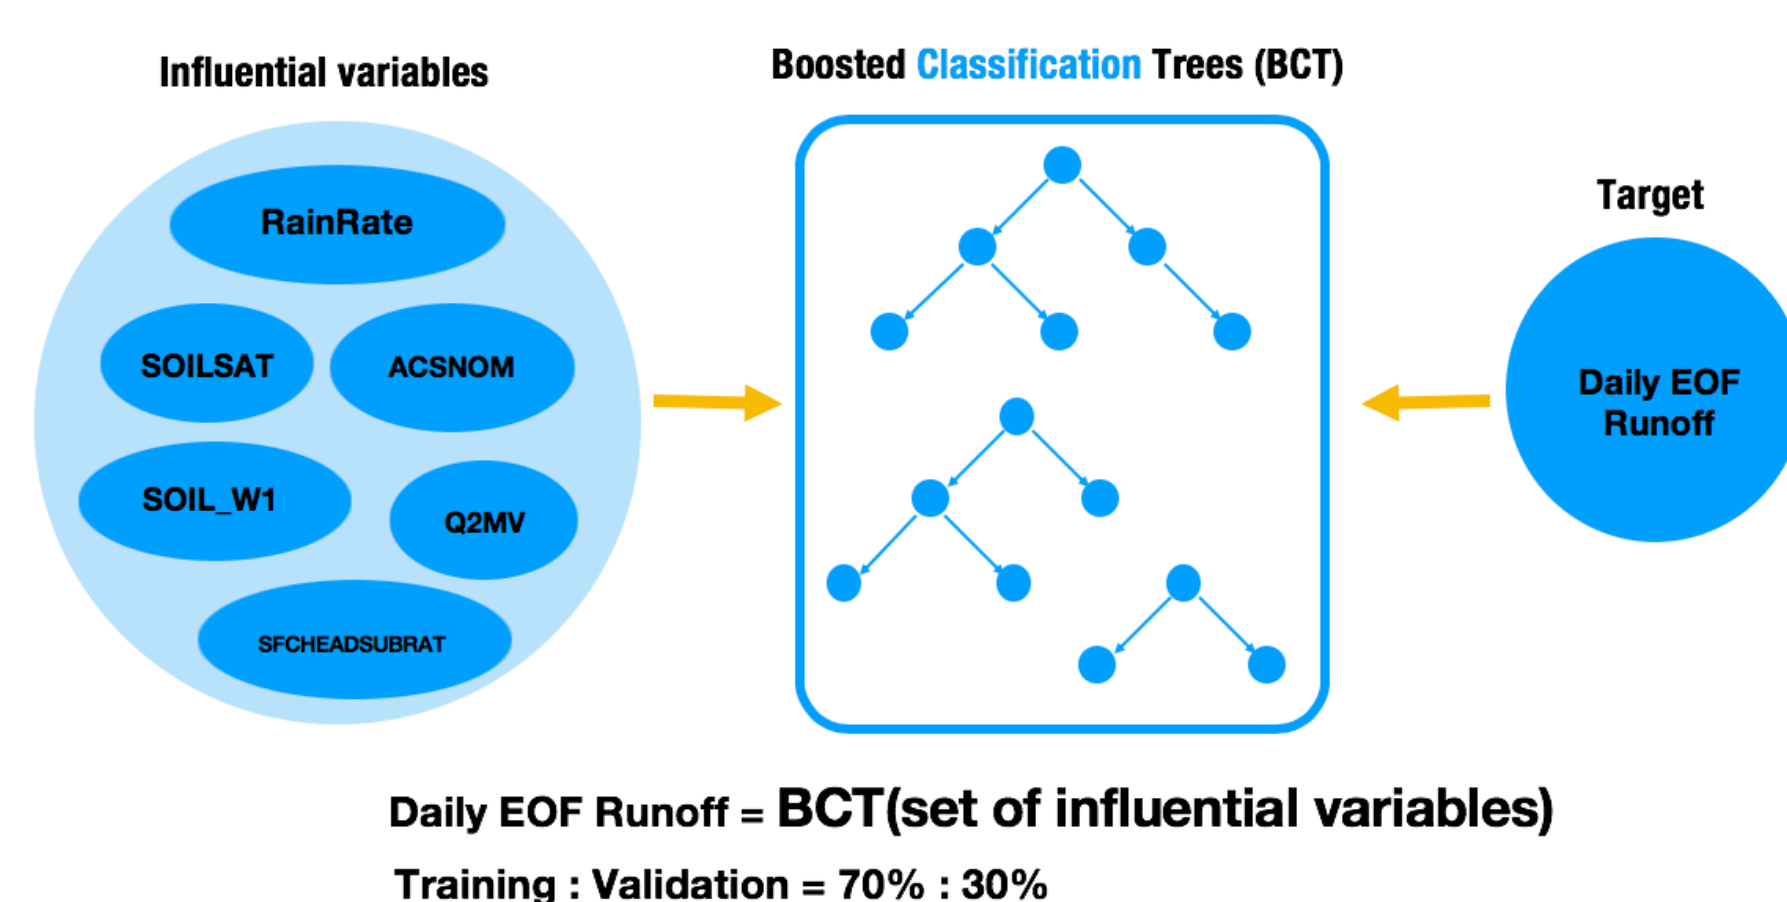 Influential variables
RainRate
SOILSAT
ACSNOM
SOIL_W1
Q2MV
SFCHEADSUBRAT
Boosted Classification Trees (BCT)
Target
Daily EOF
Runoff
Daily EOF Runoff = BCT(set of influential variables)
Training : Validation = 70% : 30%